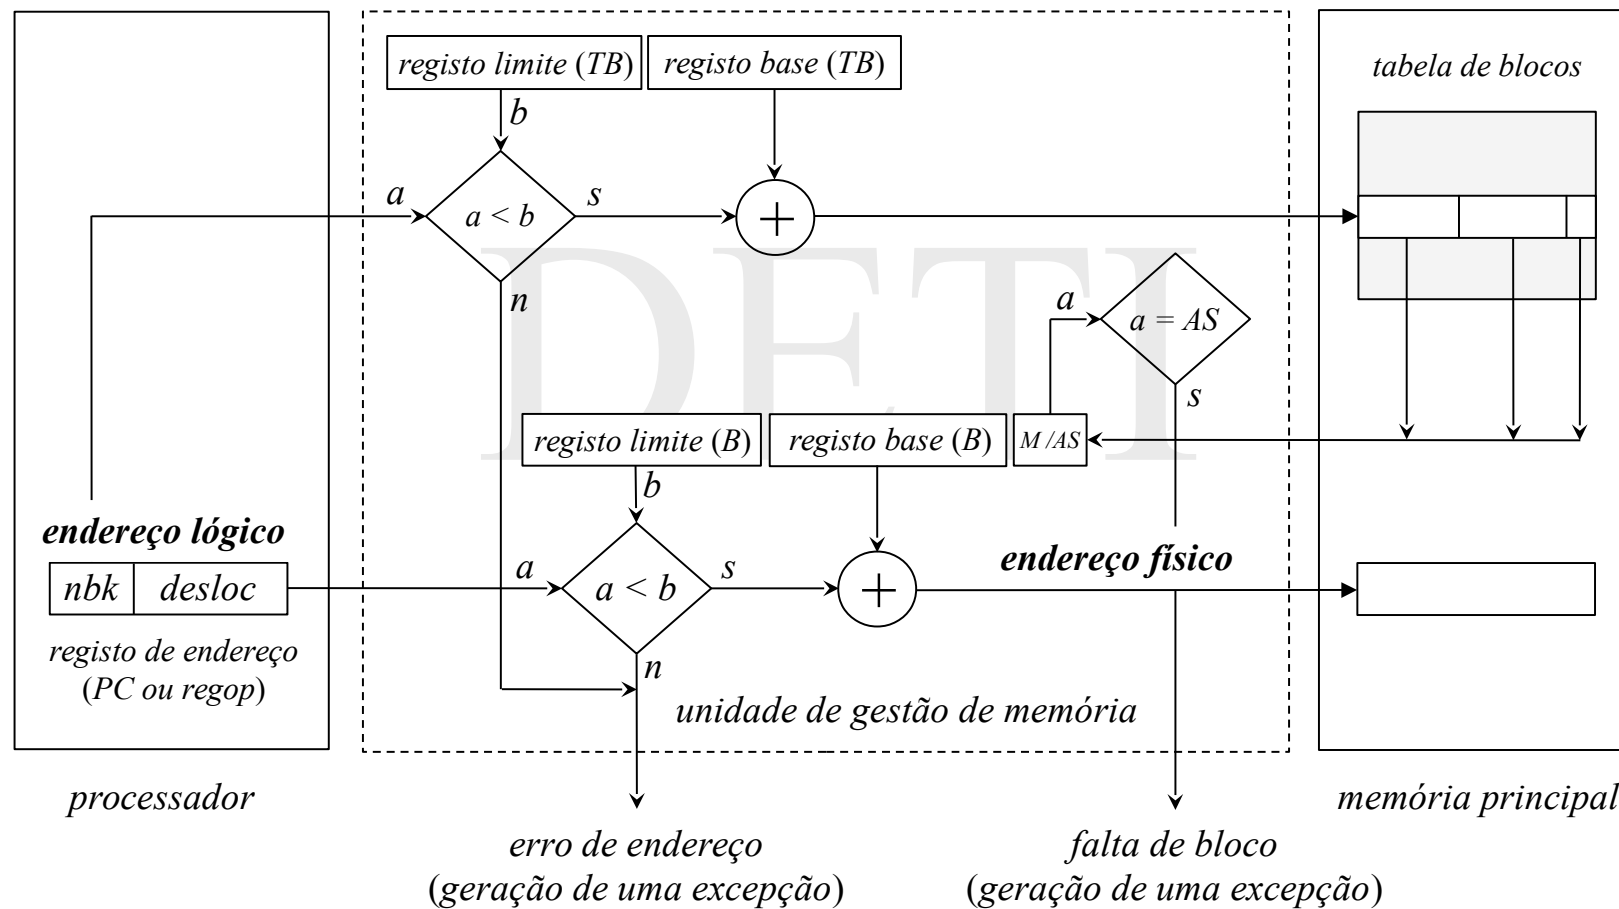 registo limite (TB)
registo base (TB)
tabela de blocos
b
a
a < b
s
+
n
DETI
a
a = AS
s
registo limite (B)
registo base (B)
M /AS
b
endereço lógico
nbk
desloc
a
a < b
s
+
endereço físico
n
registo de endereço
(PC ou regop)
unidade de gestão de memória
processador
memória principal
erro de endereço
(geração de uma excepção)
falta de bloco
(geração de uma excepção)